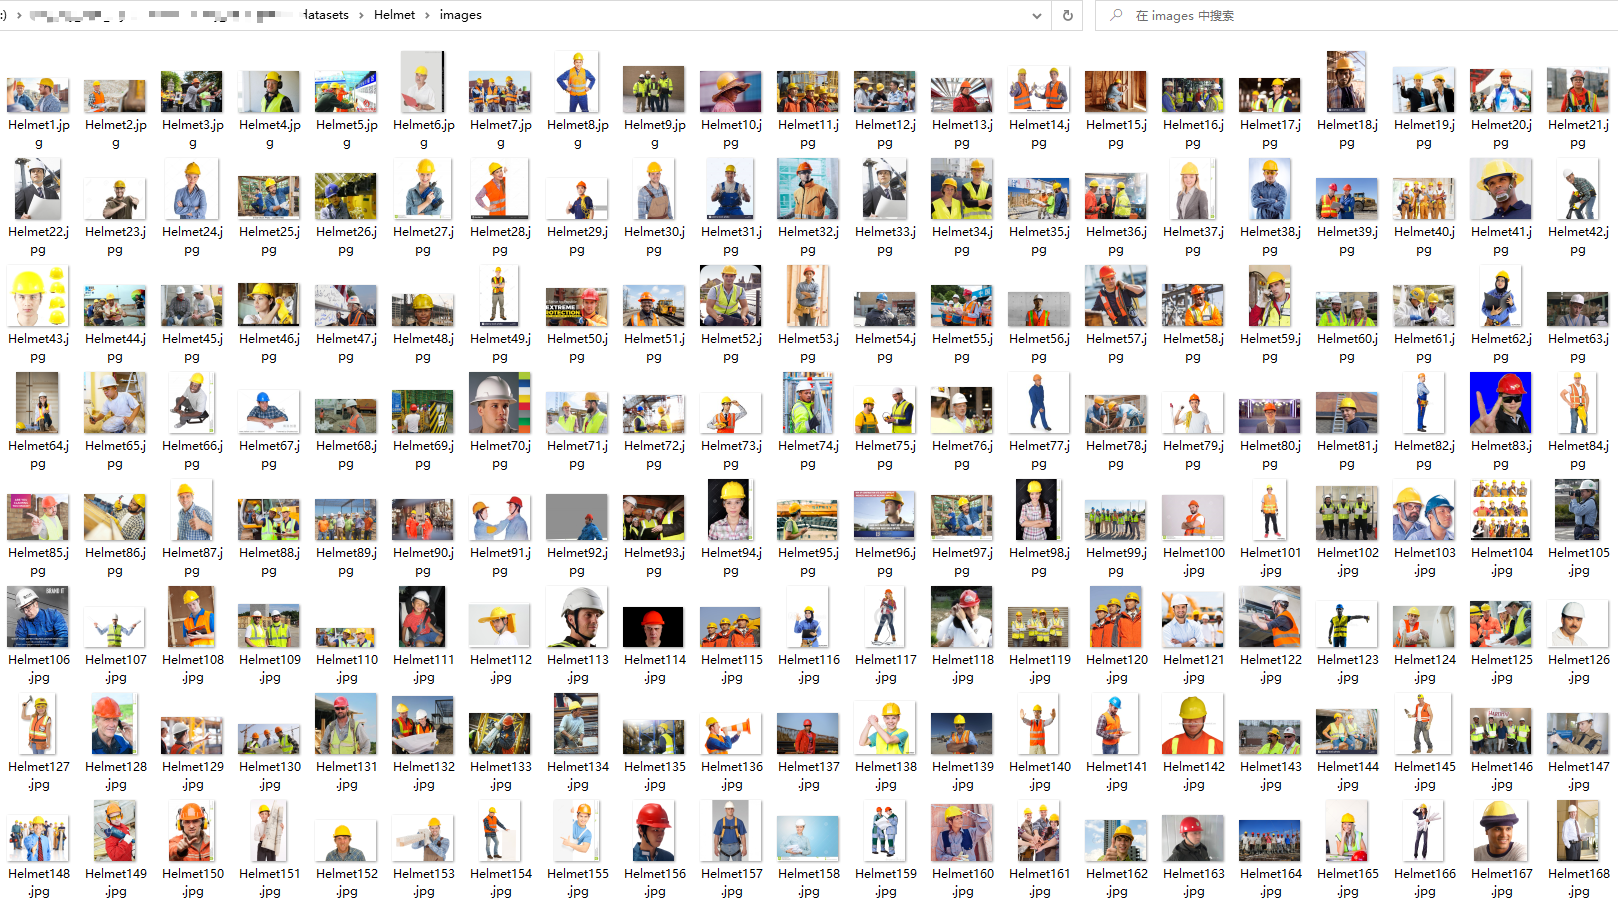 :) › datasets › Helmet › images
在 images 中搜索
Helmet1.jpg Helmet2.jpg Helmet3.jpg Helmet4.jpg Helmet5.jpg Helmet6.jpg Helmet7.jpg Helmet8.jpg Helmet9.jpg Helmet10.jpg Helmet11.jpg Helmet12.jpg Helmet13.jpg Helmet14.jpg Helmet15.jpg Helmet16.jpg Helmet17.jpg Helmet18.jpg Helmet19.jpg Helmet20.jpg Helmet21.jpg
Helmet22.jpg Helmet23.jpg Helmet24.jpg Helmet25.jpg Helmet26.jpg Helmet27.jpg Helmet28.jpg Helmet29.jpg Helmet30.jpg Helmet31.jpg Helmet32.jpg Helmet33.jpg Helmet34.jpg Helmet35.jpg Helmet36.jpg Helmet37.jpg Helmet38.jpg Helmet39.jpg Helmet40.jpg Helmet41.jpg Helmet42.jpg
EXTREME
Helmet43.jpg Helmet44.jpg Helmet45.jpg Helmet46.jpg Helmet47.jpg Helmet48.jpg Helmet49.jpg Helmet50.jpg Helmet51.jpg Helmet52.jpg Helmet53.jpg Helmet54.jpg Helmet55.jpg Helmet56.jpg Helmet57.jpg Helmet58.jpg Helmet59.jpg Helmet60.jpg Helmet61.jpg Helmet62.jpg Helmet63.jpg
Helmet64.jpg Helmet65.jpg Helmet66.jpg Helmet67.jpg Helmet68.jpg Helmet69.jpg Helmet70.jpg Helmet71.jpg Helmet72.jpg Helmet73.jpg Helmet74.jpg Helmet75.jpg Helmet76.jpg Helmet77.jpg Helmet78.jpg Helmet79.jpg Helmet80.jpg Helmet81.jpg Helmet82.jpg Helmet83.jpg Helmet84.jpg
Helmet85.jpg Helmet86.jpg Helmet87.jpg Helmet88.jpg Helmet89.jpg Helmet90.jpg Helmet91.jpg Helmet92.jpg Helmet93.jpg Helmet94.jpg Helmet95.jpg Helmet96.jpg Helmet97.jpg Helmet98.jpg Helmet99.jpg Helmet100.jpg Helmet101.jpg Helmet102.jpg Helmet103.jpg Helmet104.jpg Helmet105.jpg
BRAND IT
Helmet106.jpg Helmet107.jpg Helmet108.jpg Helmet109.jpg Helmet110.jpg Helmet111.jpg Helmet112.jpg Helmet113.jpg Helmet114.jpg Helmet115.jpg Helmet116.jpg Helmet117.jpg Helmet118.jpg Helmet119.jpg Helmet120.jpg Helmet121.jpg Helmet122.jpg Helmet123.jpg Helmet124.jpg Helmet125.jpg Helmet126.jpg
Helmet127.jpg Helmet128.jpg Helmet129.jpg Helmet130.jpg Helmet131.jpg Helmet132.jpg Helmet133.jpg Helmet134.jpg Helmet135.jpg Helmet136.jpg Helmet137.jpg Helmet138.jpg Helmet139.jpg Helmet140.jpg Helmet141.jpg Helmet142.jpg Helmet143.jpg Helmet144.jpg Helmet145.jpg Helmet146.jpg Helmet147.jpg
Helmet148.jpg Helmet149.jpg Helmet150.jpg Helmet151.jpg Helmet152.jpg Helmet153.jpg Helmet154.jpg Helmet155.jpg Helmet156.jpg Helmet157.jpg Helmet158.jpg Helmet159.jpg Helmet160.jpg Helmet161.jpg Helmet162.jpg Helmet163.jpg Helmet164.jpg Helmet165.jpg Helmet166.jpg Helmet167.jpg Helmet168.jpg